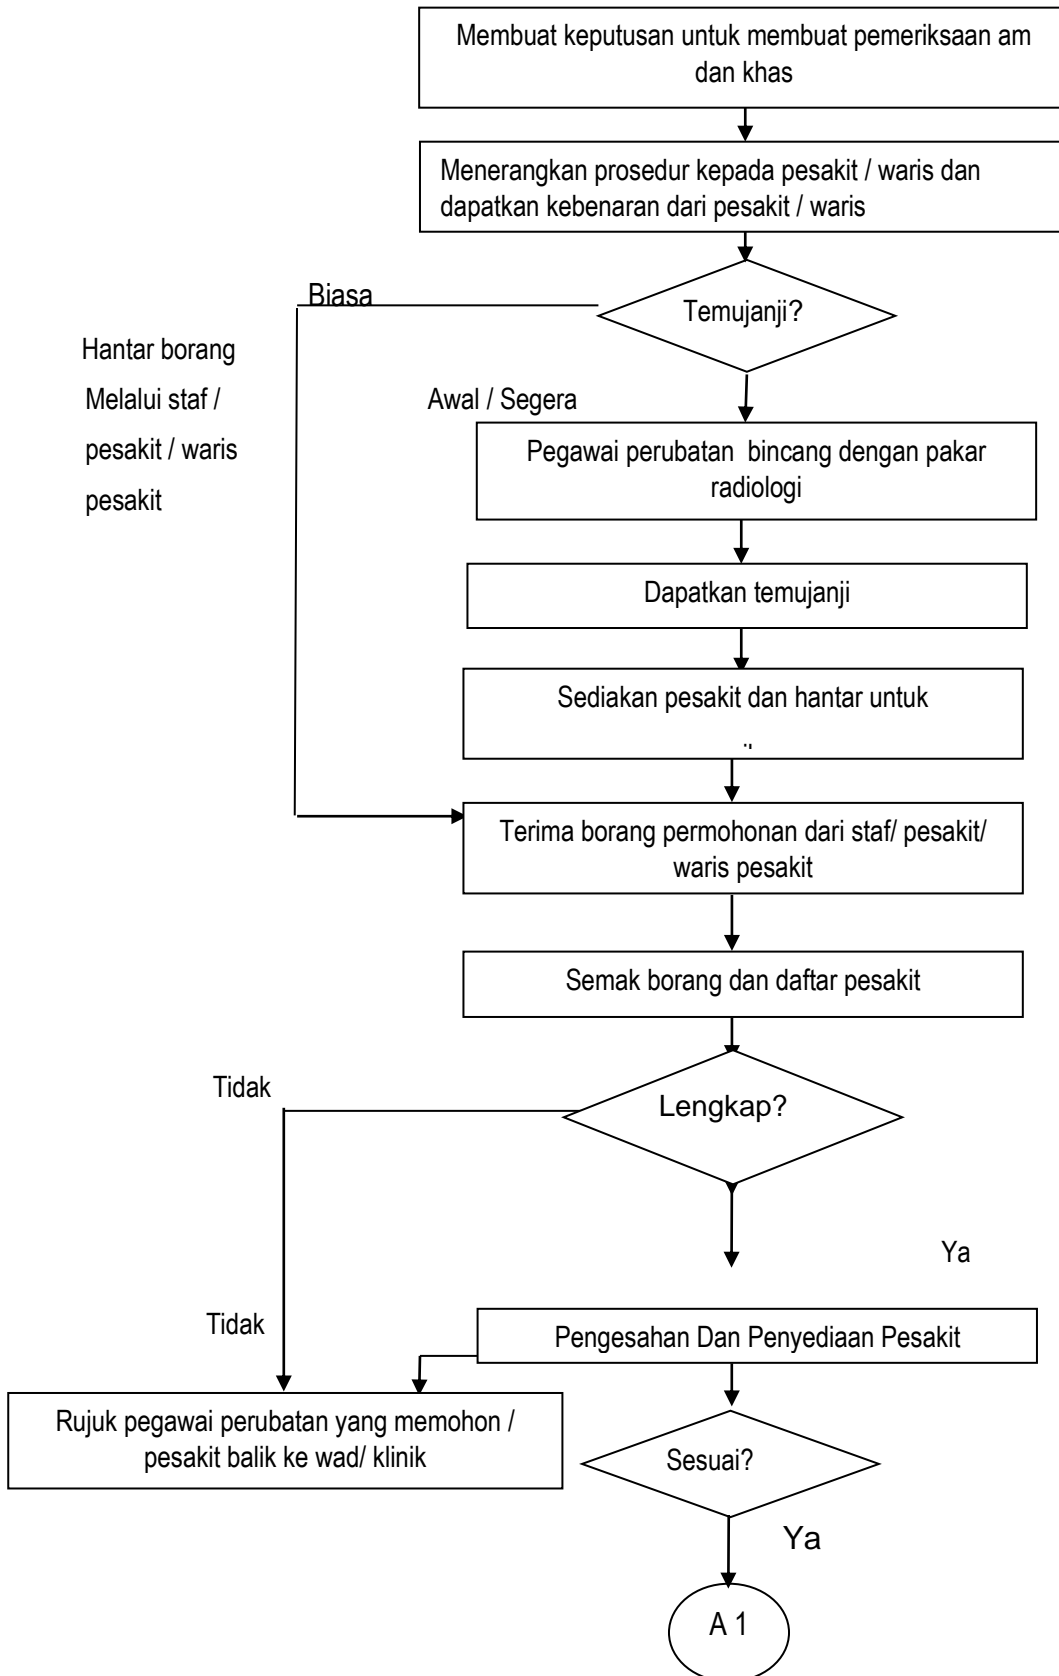 Membuat keputusan untuk membuat pemeriksaan am
dan khas
Menerangkan prosedur kepada pesakit / waris dan
dapatkan kebenaran dari pesakit / waris
Temujanji?
Biasa
Hantar borang
Melalui staf /
pesakit / waris
pesakit
Awal / Segera
Pegawai perubatan bincang dengan pakar
radiologi
Dapatkan temujanji
Sediakan pesakit dan hantar untuk
Terima borang permohonan dari staf/ pesakit/
waris pesakit
Semak borang dan daftar pesakit
Tidak
Lengkap?
Ya
Tidak
Pengesahan Dan Penyediaan Pesakit
Rujuk pegawai perubatan yang memohon /
pesakit balik ke wad/ klinik
Sesuai?
Ya
A 1